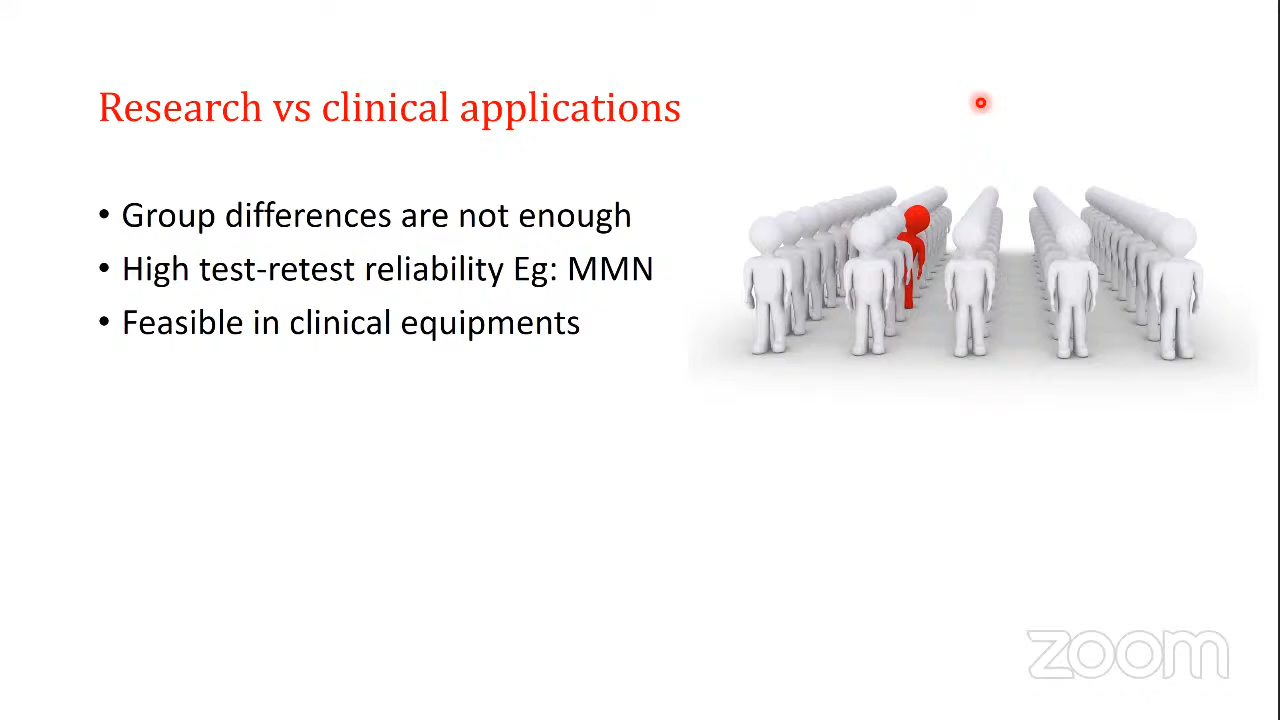 Research vs clinical applications
• Group differences are not enough
• High test-retest reliability Eg: MMN
• Feasible in clinical equipments
zoom